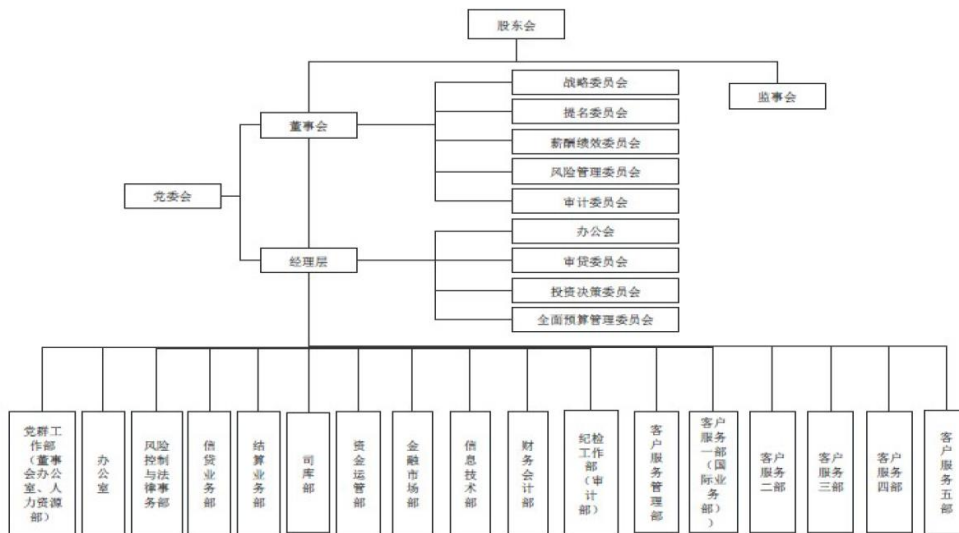 股东会
监事会
战略委员会
提名委员会
董事会
薪酬绩效委员会
风险管理委员会
党委会
审计委员会
办公会
经理层
审贷委员会
投资决策委员会
全面预算管理委员会
党群工
作部
（董事
会办公
室、人
力资源
部）
办公室
风险
控制
与法
律事
务部
信贷业务部
结算业务部
司库部
资金运管部
金融市场部
信息技术部
财务会计部
纪检
工作
部（审
计部）
客户服务管理部
客户
服务
一部
（国
际业
务部）
）
客户
服务
二部
客户
服务
三部
客户
服务
四部
客户服务五部